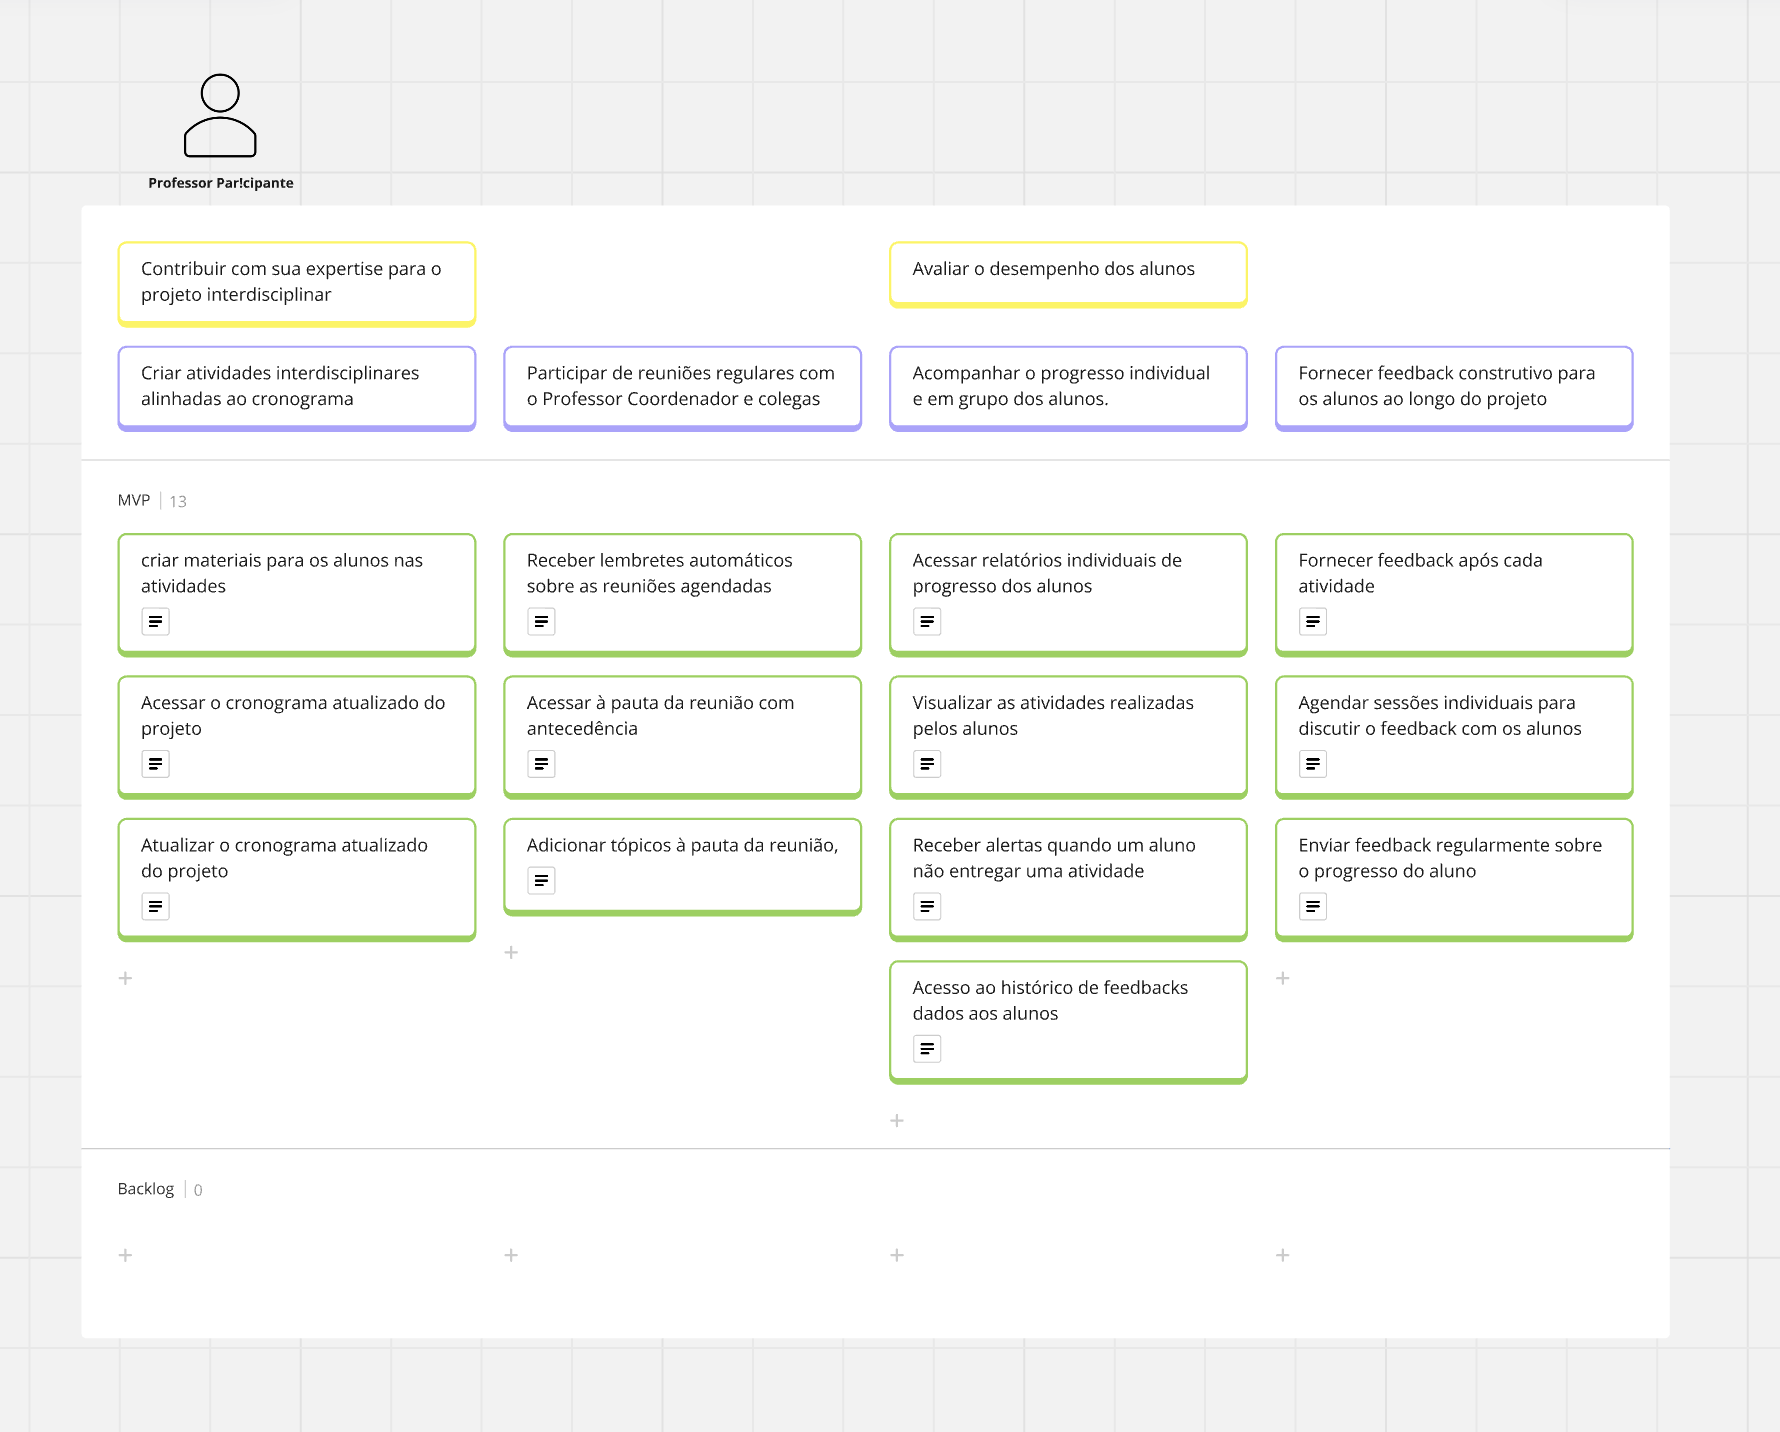 Professor Par!cipante
Contribuir com sua expertise para o
projeto interdisciplinar
Avaliar o desempenho dos alunos
Criar atividades interdisciplinares
alinhadas ao cronograma
Participar de reuniões regulares com
o Professor Coordenador e colegas
Acompanhar o progresso individual
e em grupo dos alunos.
Fornecer feedback construtivo para
os alunos ao longo do projeto
MVP | 13
criar materiais para os alunos nas
atividades
Receber lembretes automáticos
sobre as reuniões agendadas
Acessar relatórios individuais de
progresso dos alunos
Fornecer feedback após cada
atividade
Acessar o cronograma atualizado do
projeto
Acessar à pauta da reunião com
antecedência
Visualizar as atividades realizadas
pelos alunos
Agendar sessões individuais para
discutir o feedback com os alunos
Atualizar o cronograma atualizado
do projeto
Adicionar tópicos à pauta da reunião,
Receber alertas quando um aluno
não entregar uma atividade
Enviar feedback regularmente sobre
o progresso do aluno
Acesso ao histórico de feedbacks
dados aos alunos
Backlog | 0